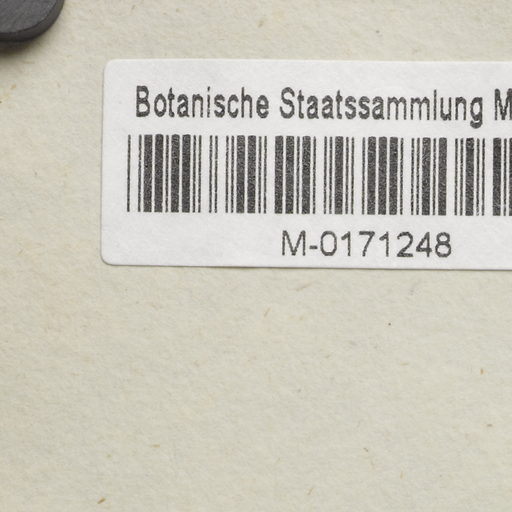 Botanische Staatssammlung M
M-0171248